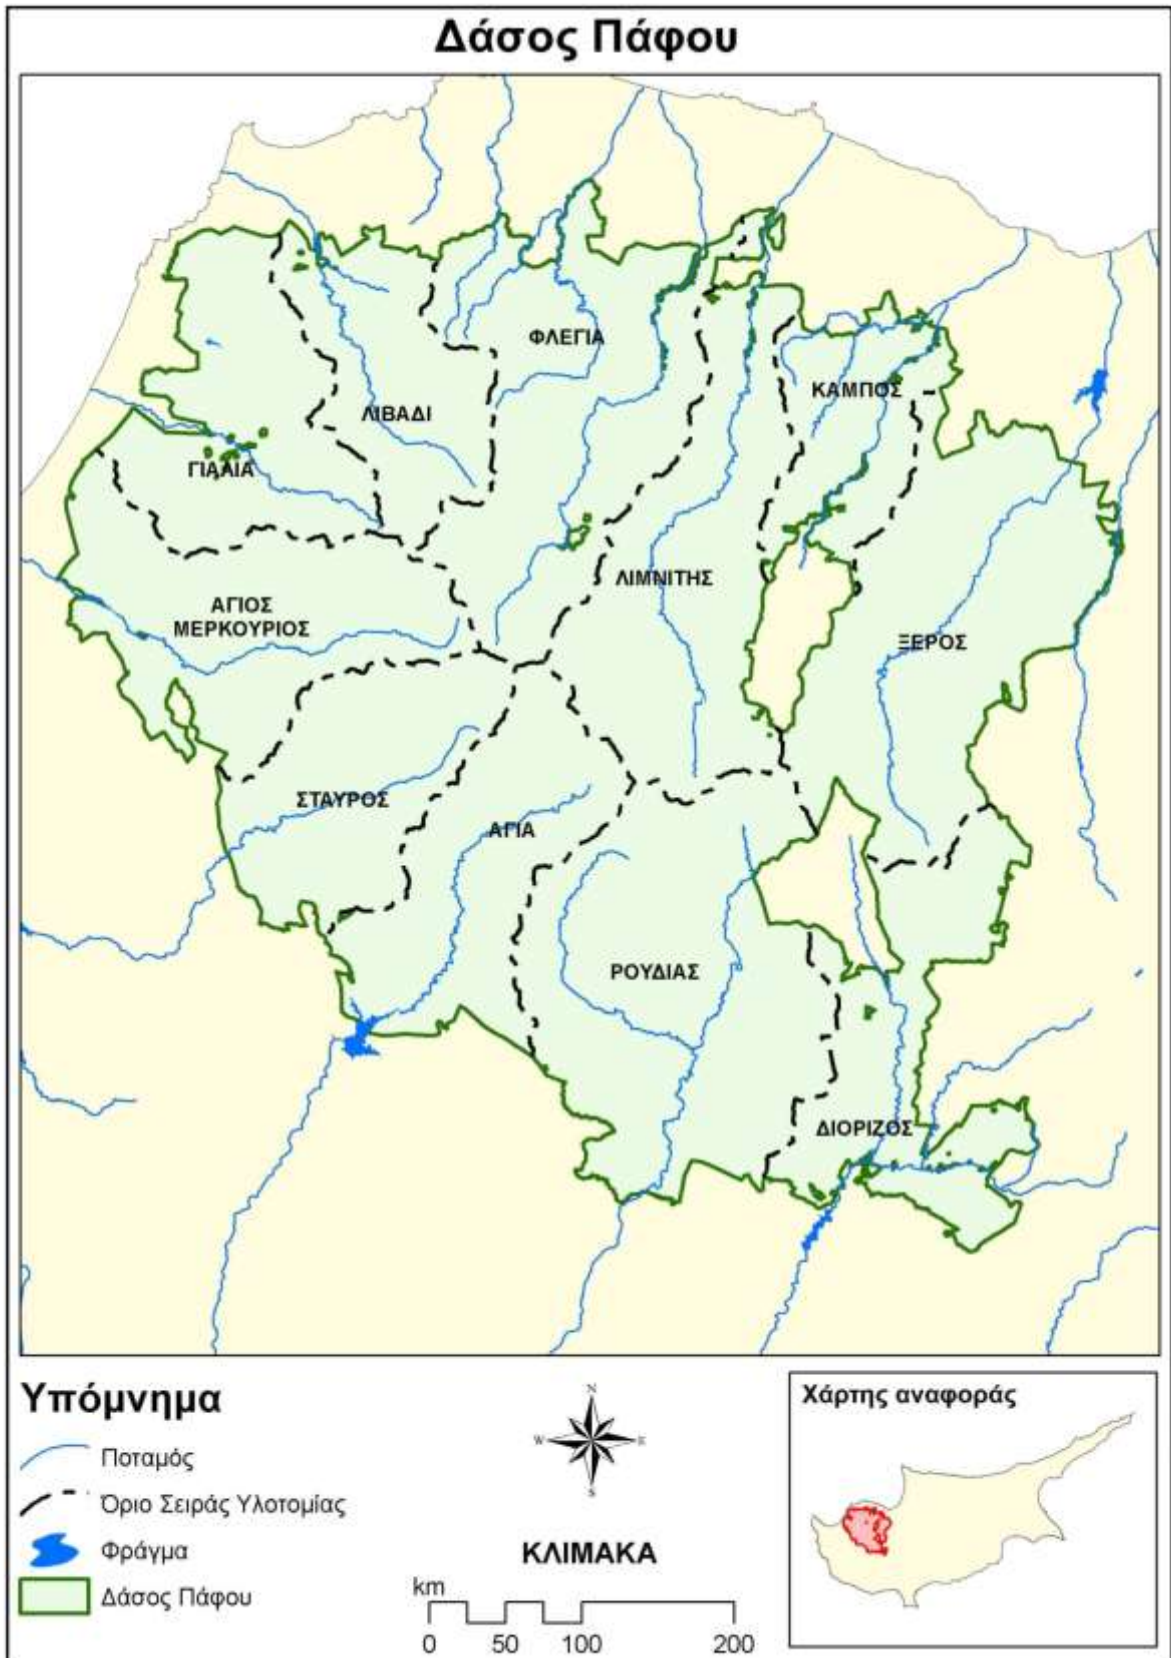 Δάσος Πάφου
ΦΛΕΓΙΑ
ΚΑΜΠΟΣ
ΛΙΒΑΔΙ
ΓΙΑΛΙΑ
ΛΙΜΝΙΤΗΣ
ΑΓΙΟΣ
ΜΕΡΚΟΥΡΙΟΣ
ΞΕΡΟΣ
ΣΤΑΥΡΟΣ
ΑΓΙΑ
ΡΟΥΔΙΑΣ
ΔΙΟΡΙΖΟΣ
Υπόμνημα
Ποταμός
Όριο Σειράς Υλοτομίας
Φράγμα
Δάσος Πάφου
N
W E
S
ΚΛΙΜΑΚΑ
km
0 50 100 200
Χάρτης αναφοράς